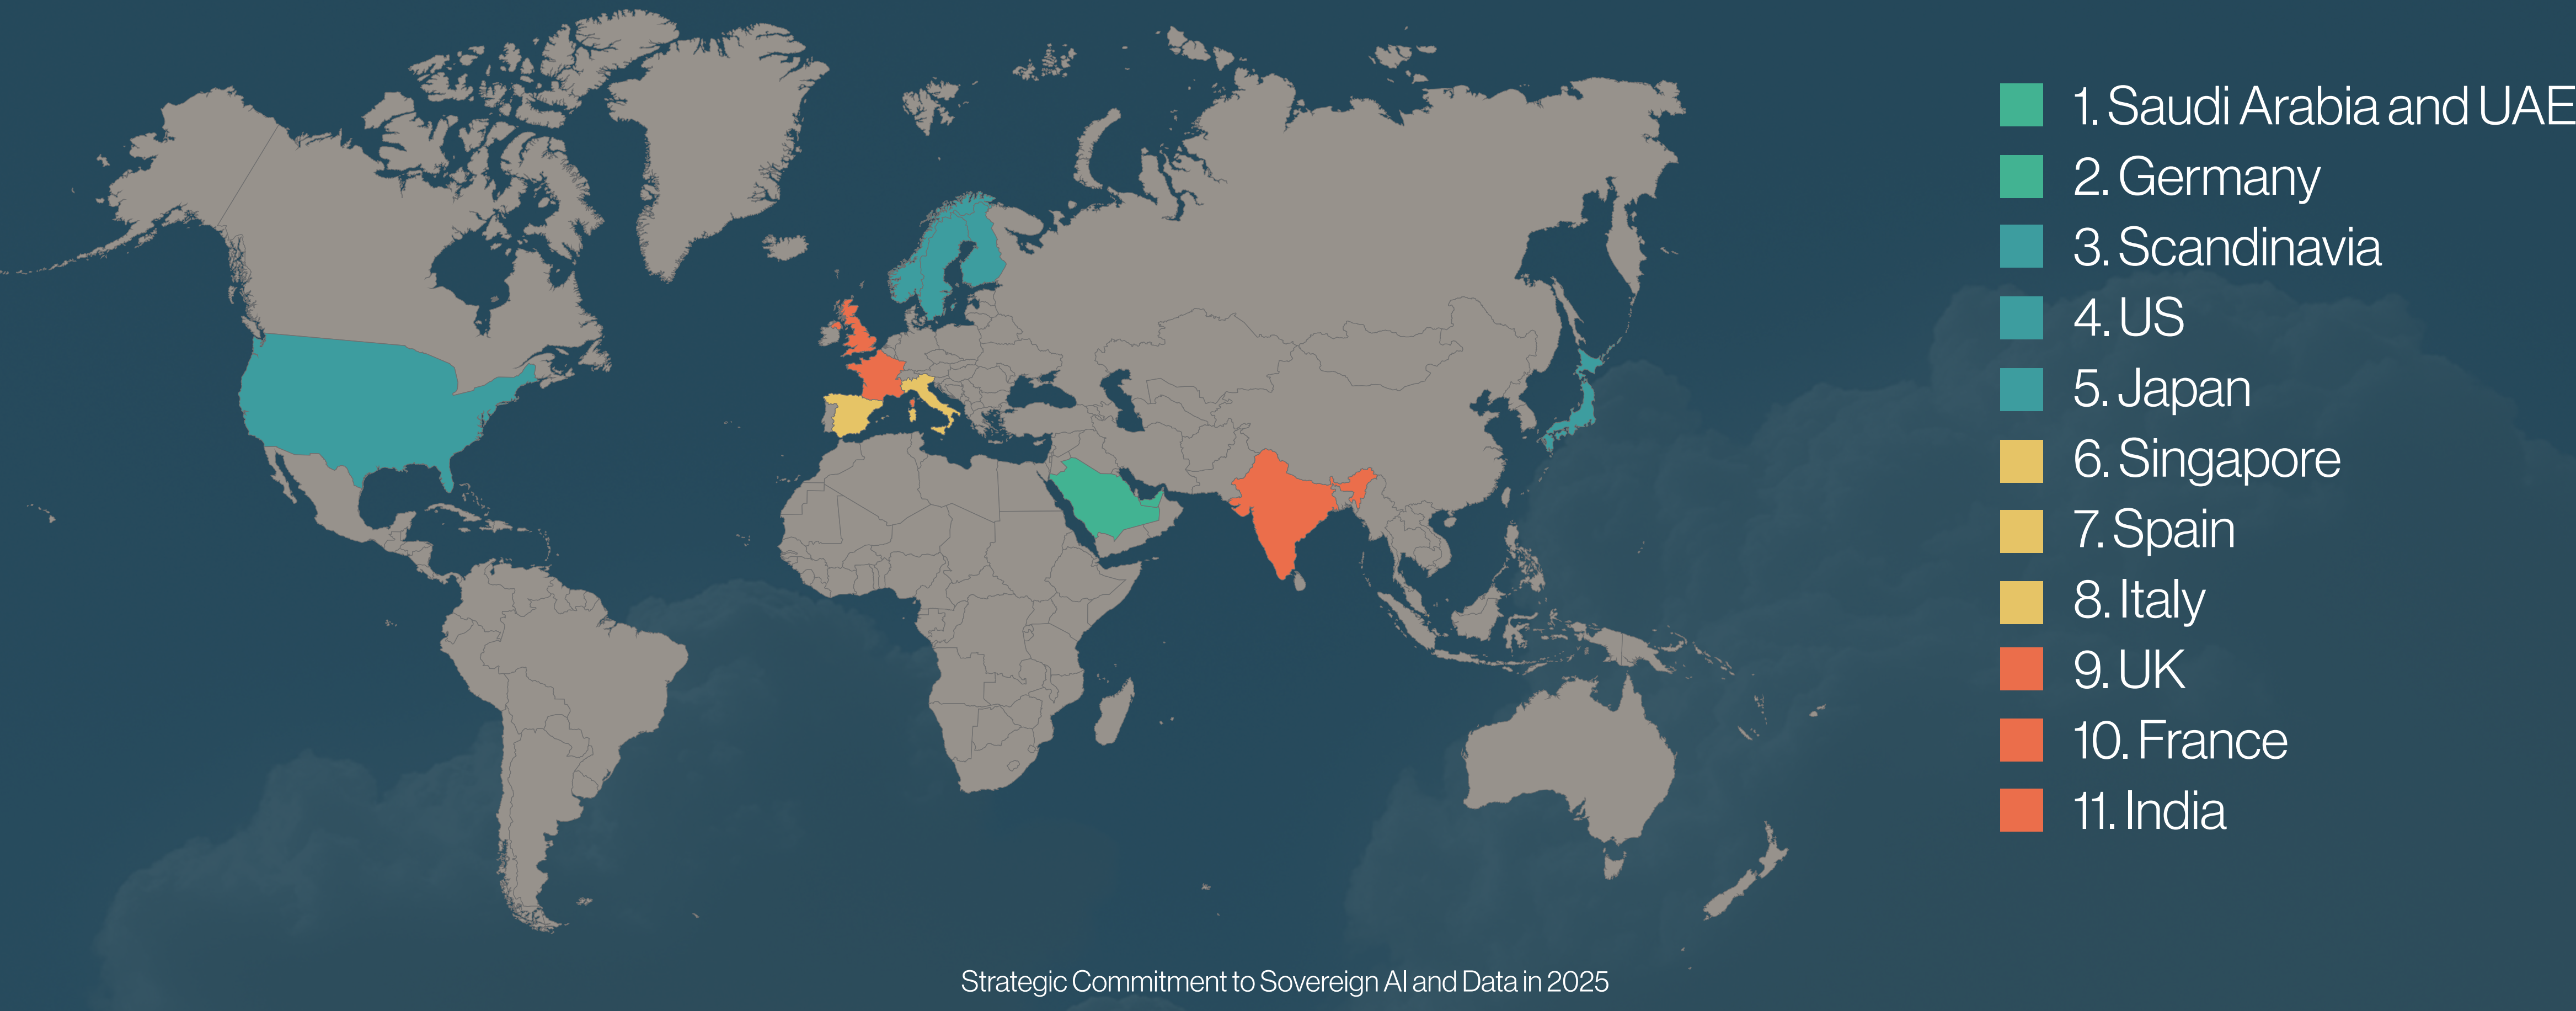 1. Saudi Arabia and UAE
2. Germany
3. Scandinavia
4. US
5. Japan
6. Singapore
7. Spain
8. Italy
9. UK
10. France
11. India
Strategic Commitment to Sovereign AI and Data in 2025